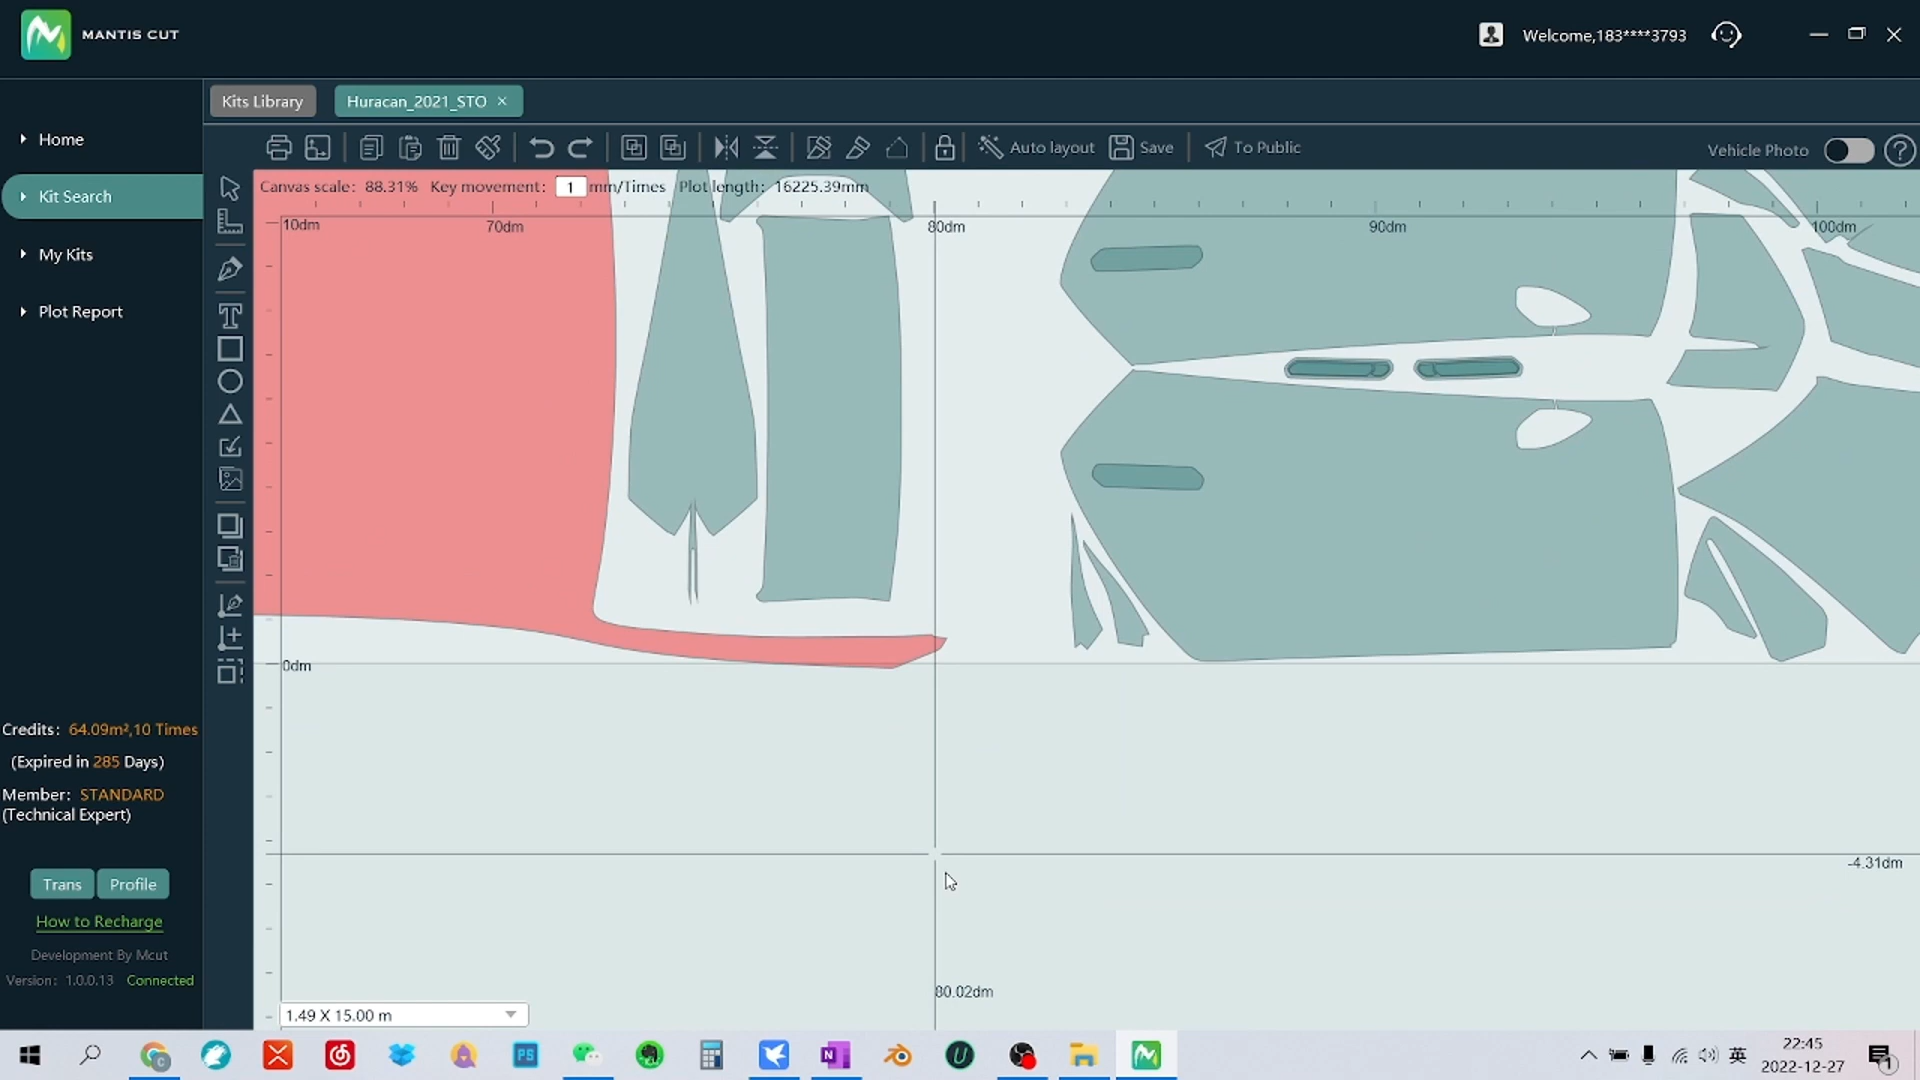 MANTIS CUT
Welcome,183****3793
Kits Library
Huracan_2021_STO ×
Home
Kit Search
My Kits
Plot Report
Auto layout
Save
To Public
Vehicle Photo
Canvas scale: 88.31% Key movement: 1 mm/Times Plot length: 16225.39mm
10dm
70dm
80dm
90dm
100dm
0dm
-4.31dm
80.02dm
Credits: 64.09m²,10 Times
(Expired in 285 Days)
Member: STANDARD
(Technical Expert)
Trans
Profile
How to Recharge
Development By Mcut
Version: 1.0.0.13 Connected
1.49 X 15.00 m
PS
N
U
英
22:45
2022-12-27
1